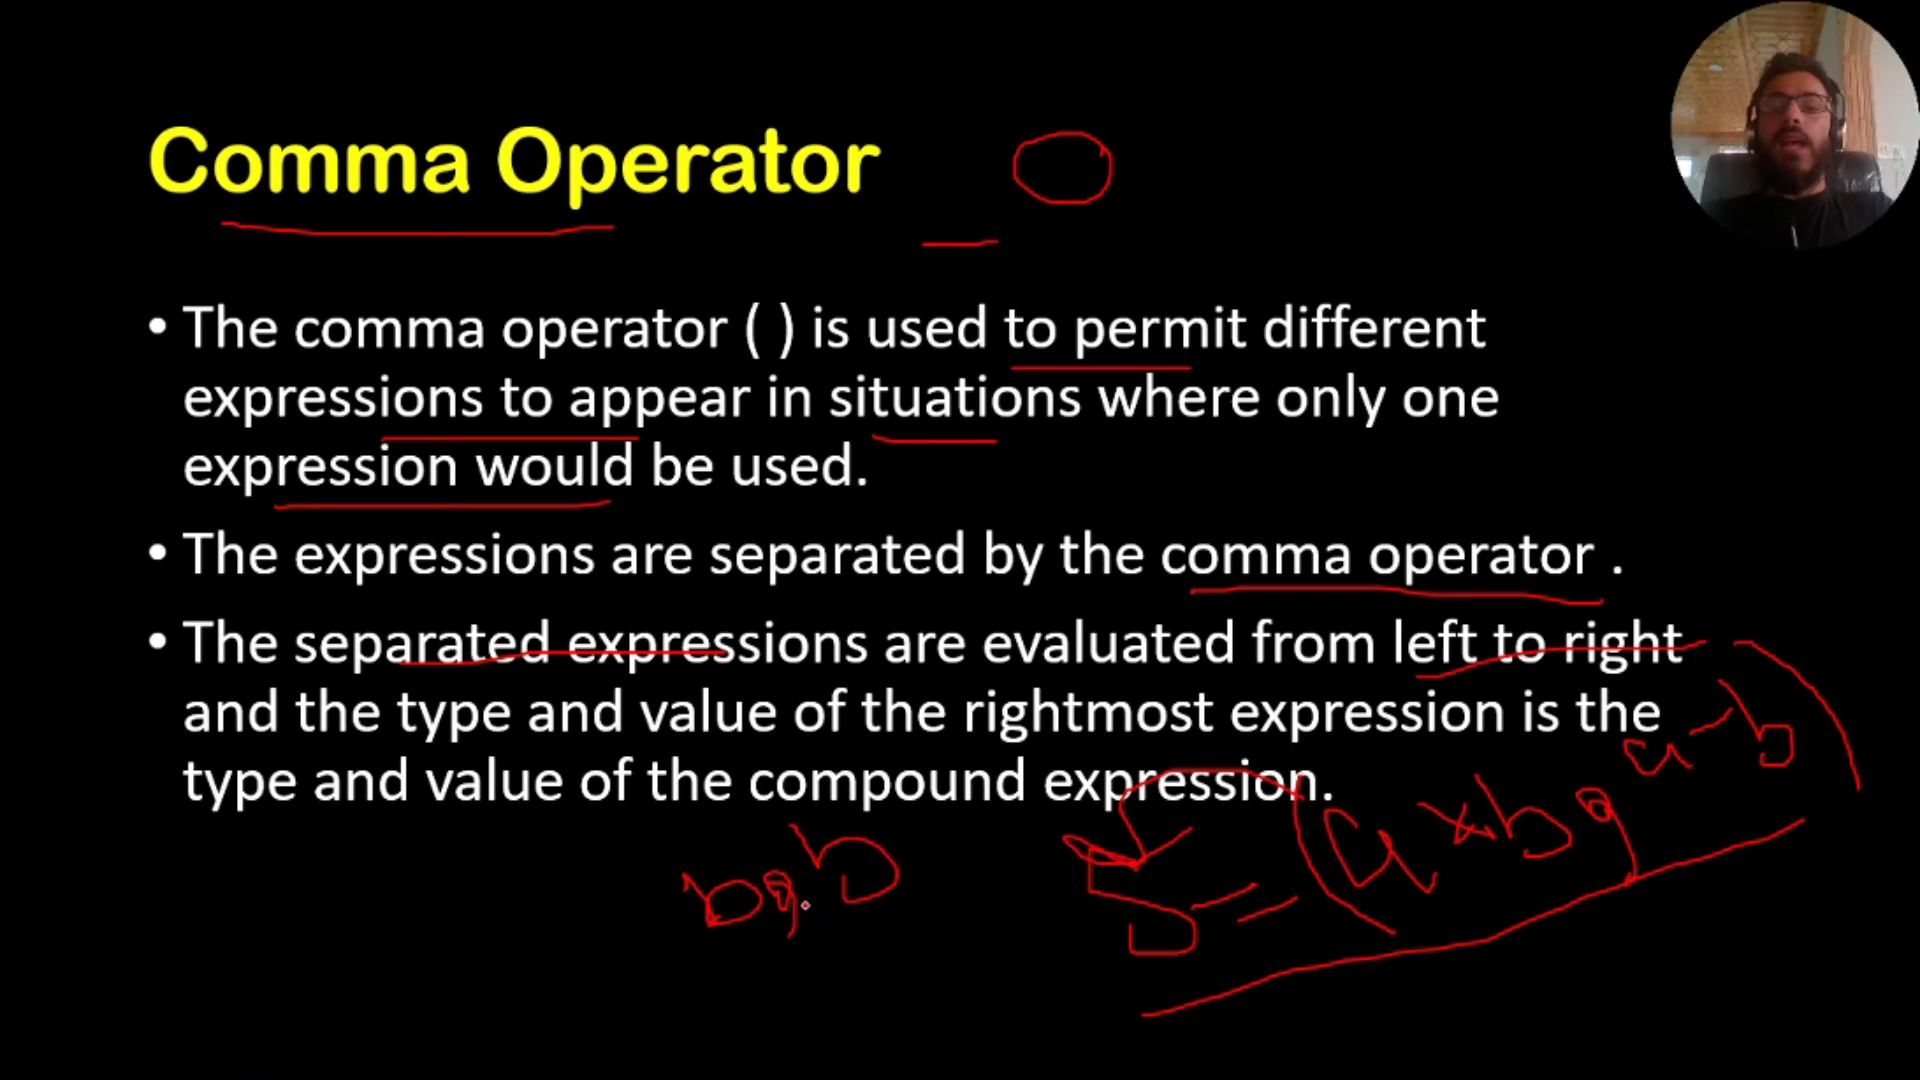 Comma Operator
• The comma operator ( ) is used to permit different
expressions to appear in situations where only one
expression would be used.
• The expressions are separated by the comma operator .
• The separated expressions are evaluated from left to right
and the type and value of the rightmost expression is the
type and value of the compound expression.